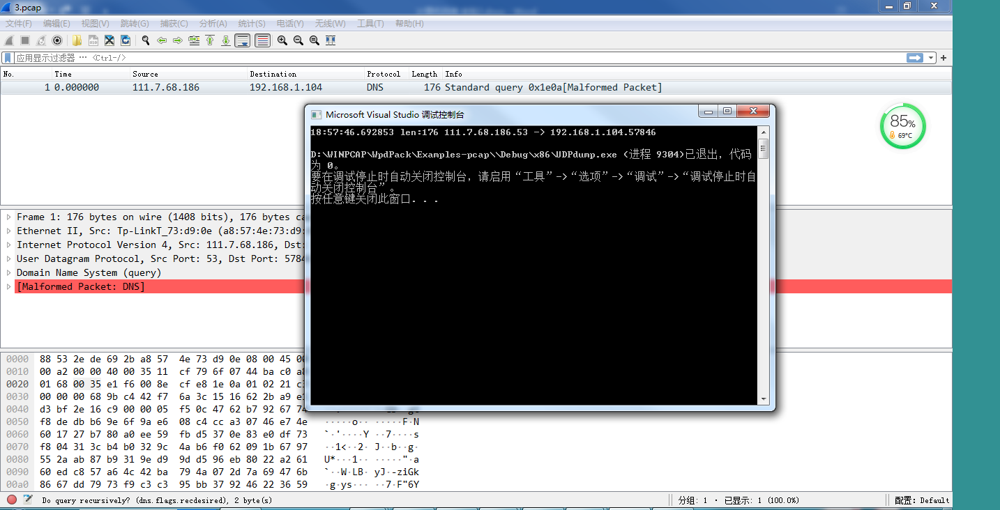 3.pcap
文件(F) 编辑(E) 视图(V) 跳转(G) 捕获(C) 分析(A) 统计(S) 电话(Y) 无线(W) 工具(T) 帮助(H)
应用显示过滤器 … <Ctrl-/>
No. Time Source Destination Protocol Length Info
1 0.000000 111.7.68.186 192.168.1.104 DNS 176 Standard query 0x1e0a[Malformed Packet]
Microsoft Visual Studio 调试控制台
18:57:46.692853 len:176 111.7.68.186.53 -> 192.168.1.104.57846
D:\WINPCAP\WpdPack\Examples-pcap\\Debug\x86\UDPdump.exe (进程 9304)已退出，代码
为 0。
要在调试停止时自动关闭控制台，请启用“工具”->“选项”->“调试”->“调试停止时自
动关闭控制台”。
按任意键关闭此窗口. . .
85%
69℃
Frame 1: 176 bytes on wire (1408 bits), 176 bytes ca
Ethernet II, Src: Tp-LinkT_73:d9:0e (a8:57:4e:73:d9:
Internet Protocol Version 4, Src: 111.7.68.186, Dst:
User Datagram Protocol, Src Port: 53, Dst Port: 5784
Domain Name System (query)
[Malformed Packet: DNS]
0000 88 53 2e de 69 2b a8 57 4e 73 d9 0e 08 00 45 00
0010 00 a2 00 00 40 00 35 11 cf 79 6f 07 44 ba c0 a8
0020 01 68 00 35 e1 f6 00 8e cf e8 1e 0a 01 02 21 c3
0030 00 00 00 68 9b c4 42 f7 6a 3c 15 16 62 2b a9 e1
0040 d3 bf 2e 16 c9 00 00 05 f5 0c 47 62 b7 92 67 74
0050 f8 de db b6 9e 6f 9a e6 08 c4 cc a3 07 46 e7 4e ·····o·· ·····F·N
0060 60 17 27 b7 80 a0 ee 59 fb d5 37 0e 83 e0 df 73 `·'····Y ··7····s
0070 f8 04 31 3c b4 b0 32 9c 4a b6 f0 62 09 1b 67 97 ··1<··2· J··b··g·
0080 55 2a ab 87 b9 31 9e d9 9d d5 96 eb 80 22 a2 61 U*···1·· ·····"·a
0090 60 ed c8 57 a6 4c 42 ba 79 4a 07 2d 7a 69 47 6b `··W·LB· yJ·-ziGk
00a0 86 67 dd 79 73 f9 c3 c3 95 bb 37 92 46 22 36 59 ·g·ys··· ··7·F"6Y
Do query recursively? (dns.flags.recdesired), 2 byte(s)
分组: 1 · 已显示: 1 (100.0%)
配置: Default